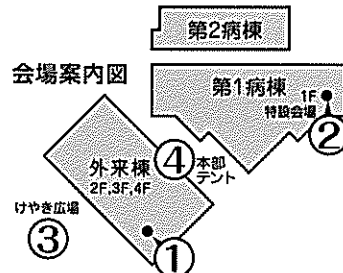 第2病棟
会場案内図
第1病棟
1F
特設会場
②
外来棟
2F,3F,4F
④
本部
テント
けやき広場
③
①